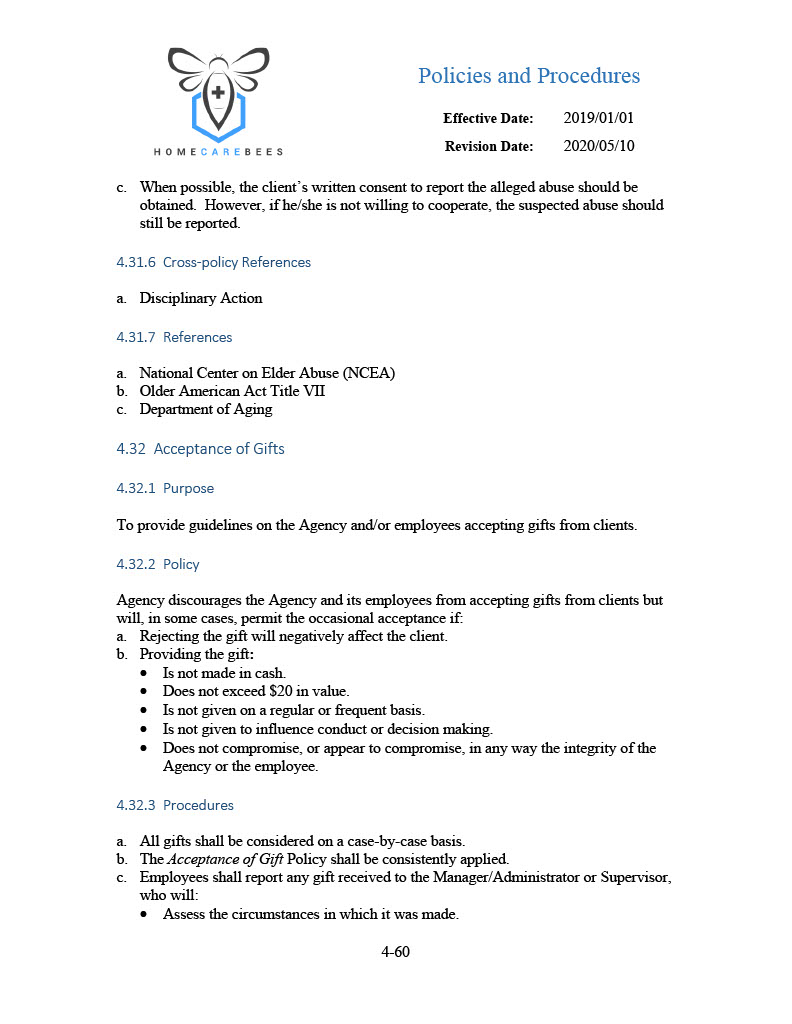 HOMECAREBEES
Policies and Procedures
Effective Date: 2019/01/01
Revision Date: 2020/05/10
c. When possible, the client's written consent to report the alleged abuse should be
obtained. However, if he/she is not willing to cooperate, the suspected abuse should
still be reported.
4.31.6 Cross-policy References
a. Disciplinary Action
4.31.7 References
a. National Center on Elder Abuse (NCEA)
b. Older American Act Title VII
c. Department of Aging
4.32 Acceptance of Gifts
4.32.1 Purpose
To provide guidelines on the Agency and/or employees accepting gifts from clients.
4.32.2 Policy
Agency discourages the Agency and its employees from accepting gifts from clients but
will, in some cases, permit the occasional acceptance if:
a. Rejecting the gift will negatively affect the client.
b. Providing the gift:
• Is not made in cash.
• Does not exceed $20 in value.
• Is not given on a regular or frequent basis.
• Is not given to influence conduct or decision making.
• Does not compromise, or appear to compromise, in any way the integrity of the
Agency or the employee.
4.32.3 Procedures
a. All gifts shall be considered on a case-by-case basis.
b. The Acceptance of Gift Policy shall be consistently applied.
c. Employees shall report any gift received to the Manager/Administrator or Supervisor,
who will:
• Assess the circumstances in which it was made.
4-60